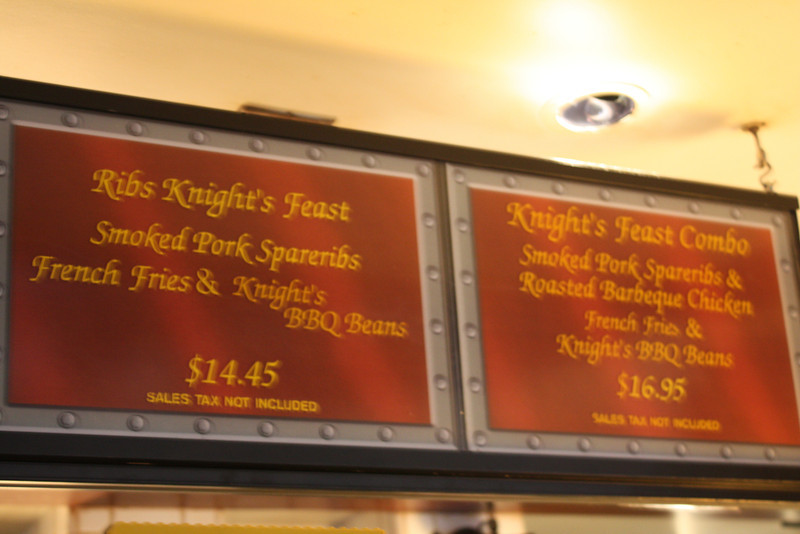 Ribs Knight's Feast
Smoked Pork Spareribs
French Fries & Knight's
BBQ Beans
$14.45
SALES TAX NOT INCLUDED
Knight's Feast Combo
Smoked Pork Spareribs &
Roasted Barbeque Chicken
French Fries &
Knight's BBQ Beans
$16.95
SALES TAX NOT INCLUDED